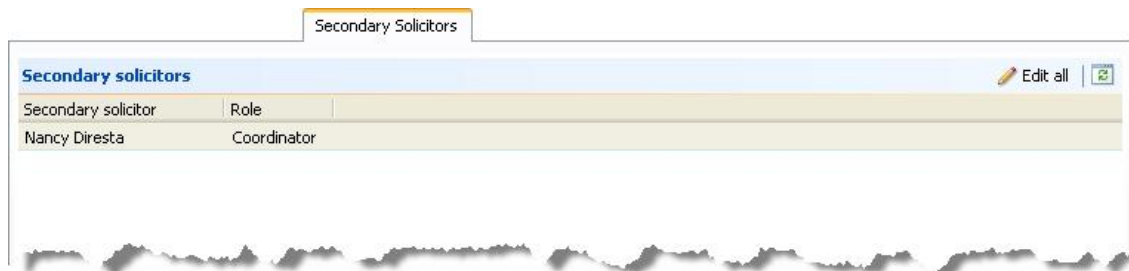 Secondary Solicitors
Secondary solicitors Edit all
Secondary solicitor Role
Nancy Diresta Coordinator